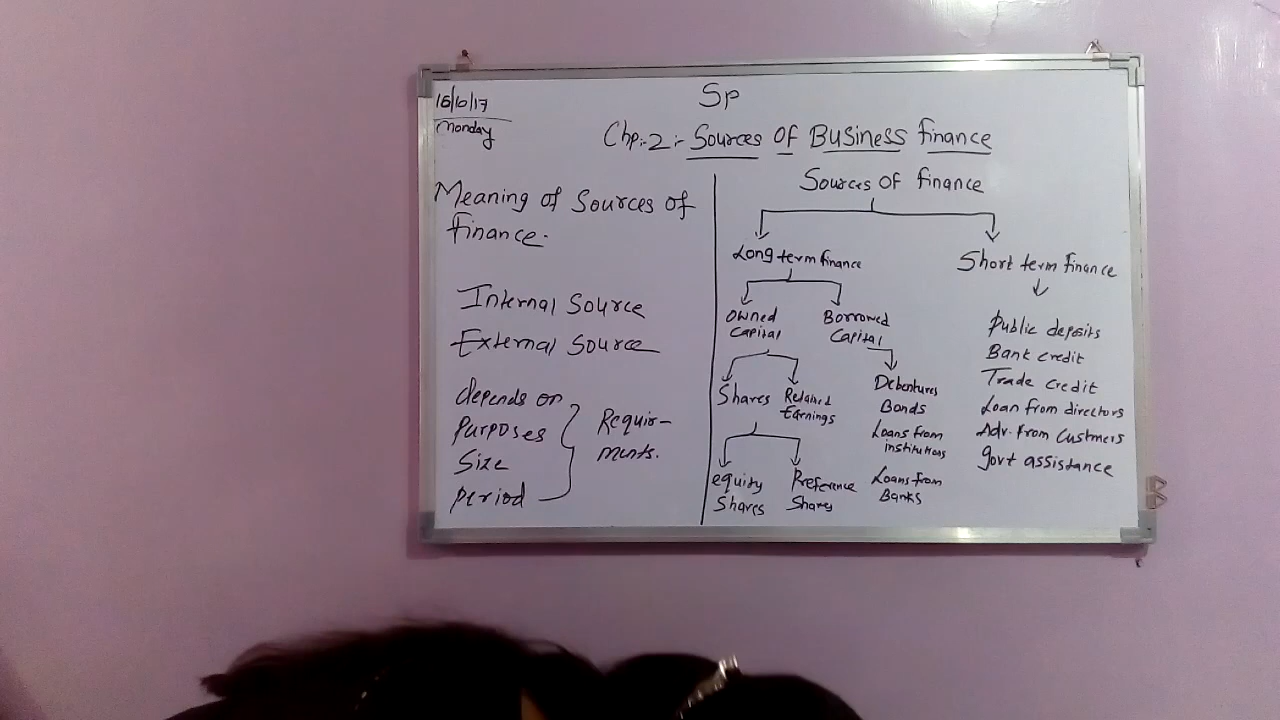 16/10/17
Monday
SP
Chp:-2:- Sources Of Business finance
Meaning of Sources of
finance.
Internal Source
External Source
depends on
Purposes
Size
period
Require-
ments.
Sources Of finance
Long term finance
Short term finance
Owned
Capital
Borrowed
Capital
Shares
Retained
Earnings
equity
Shares
Preference
Shares
Debentures
Bonds
Loans from
institutions
Loans from
Banks
Public deposits
Bank credit
Trade credit
Loan from directors
Adv. from Custmers
govt assistance